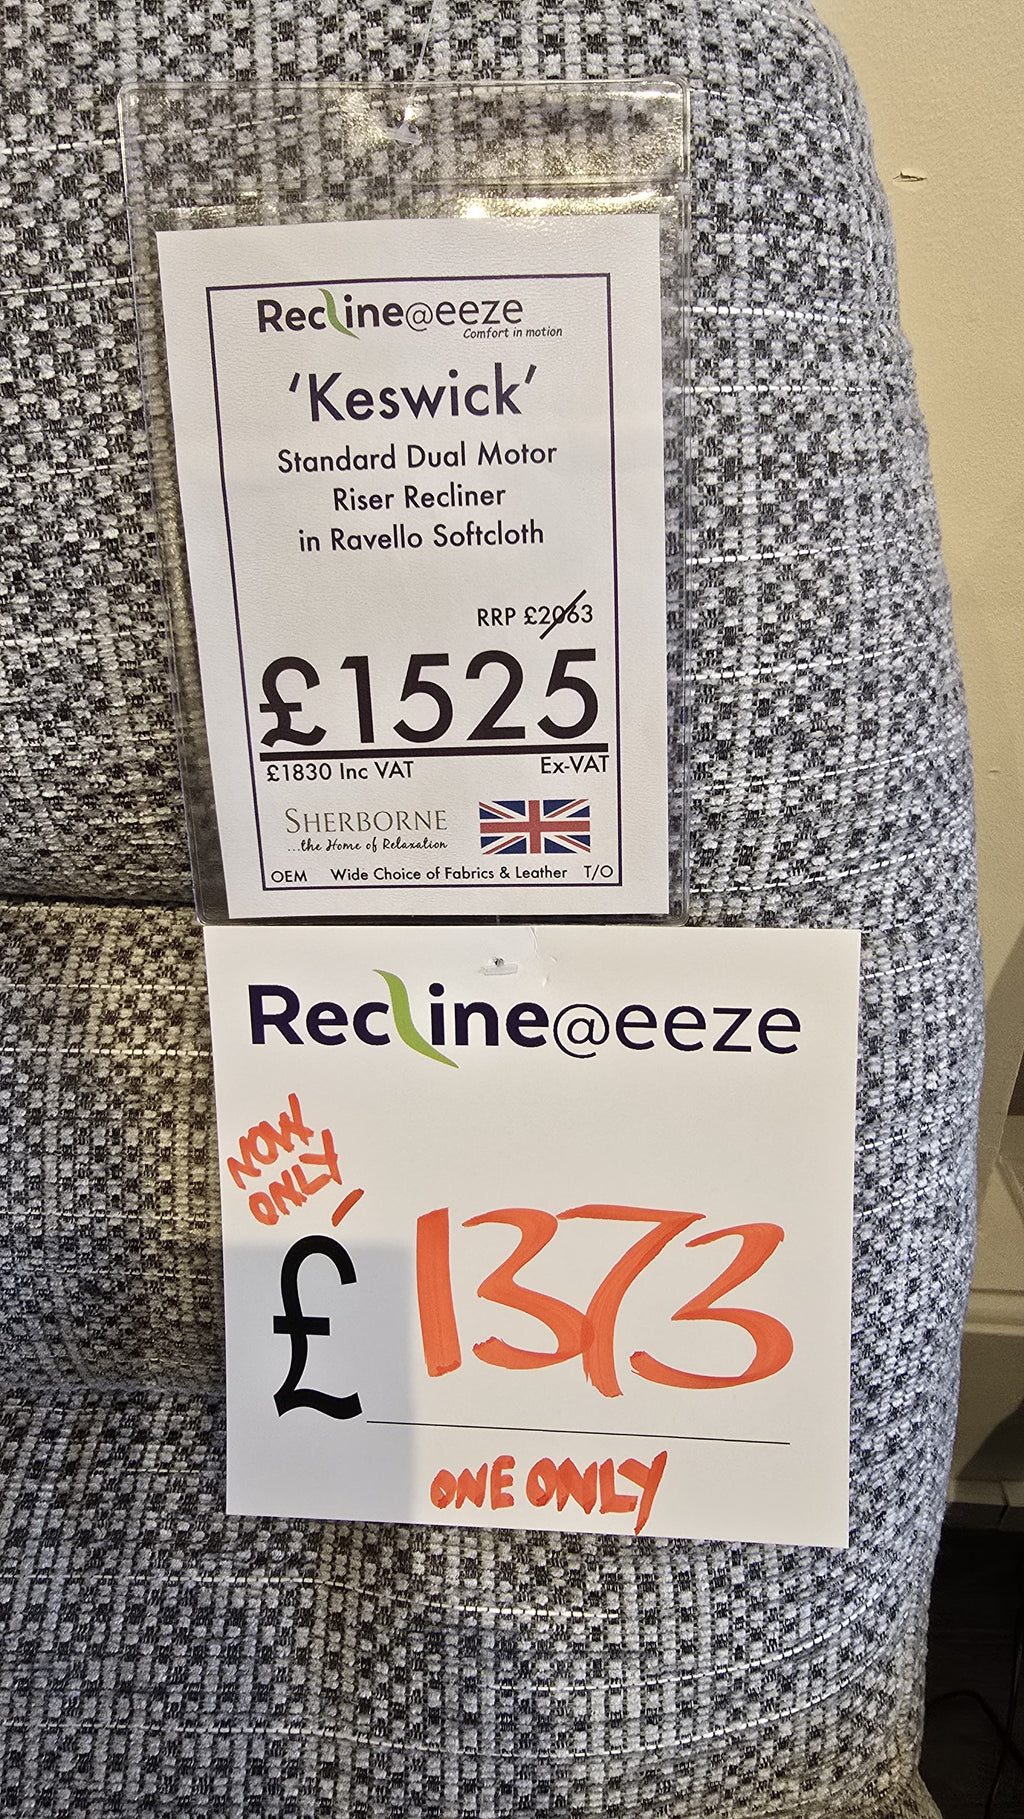 Recline@eeze
Comfort in motion
‘Keswick’
Standard Dual Motor
Riser Recliner
in Ravello Softcloth
RRP £2063
£1525
£1830 Inc VAT Ex-VAT
SHERBORNE
...the Home of Relaxation
OEM Wide Choice of Fabrics & Leather T/O
Recline@eeze
NOW
ONLY
£1373
ONE ONLY